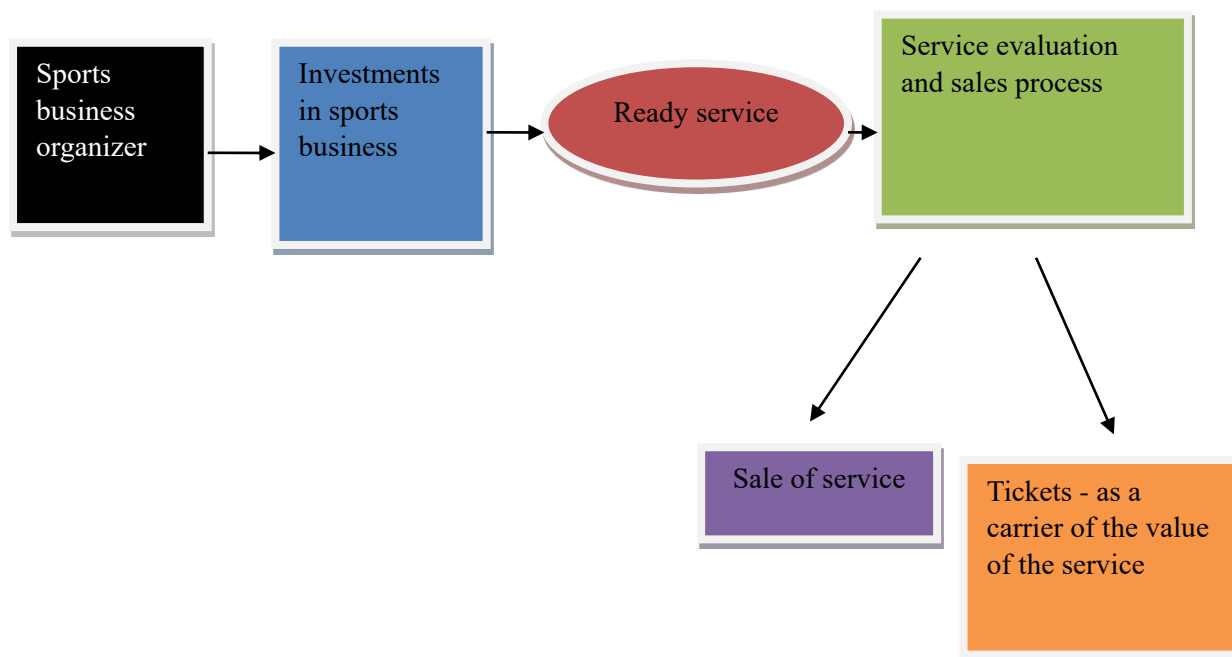 Sports
business
organizer
Investments
in sports
business
Ready service
Service evaluation
and sales process
Sale of service
Tickets - as a
carrier of the value
of the service